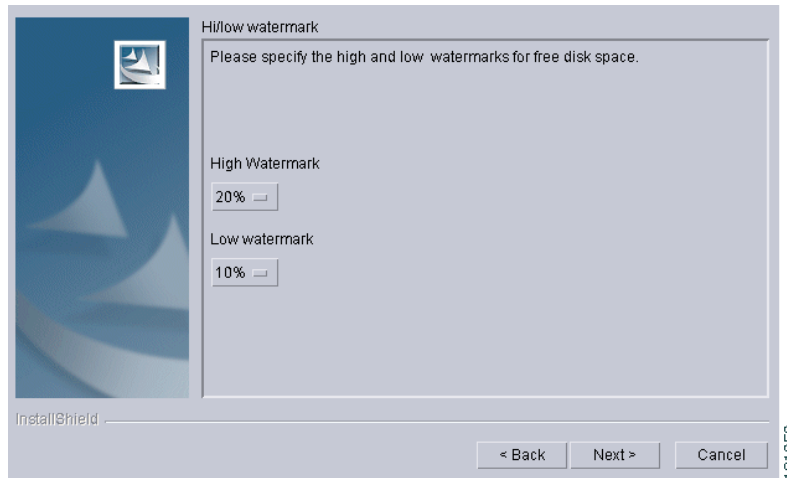 Hi/low watermark
Please specify the high and low watermarks for free disk space.
High Watermark
20%
Low watermark
10%
InstallShield
< Back
Next >
Cancel